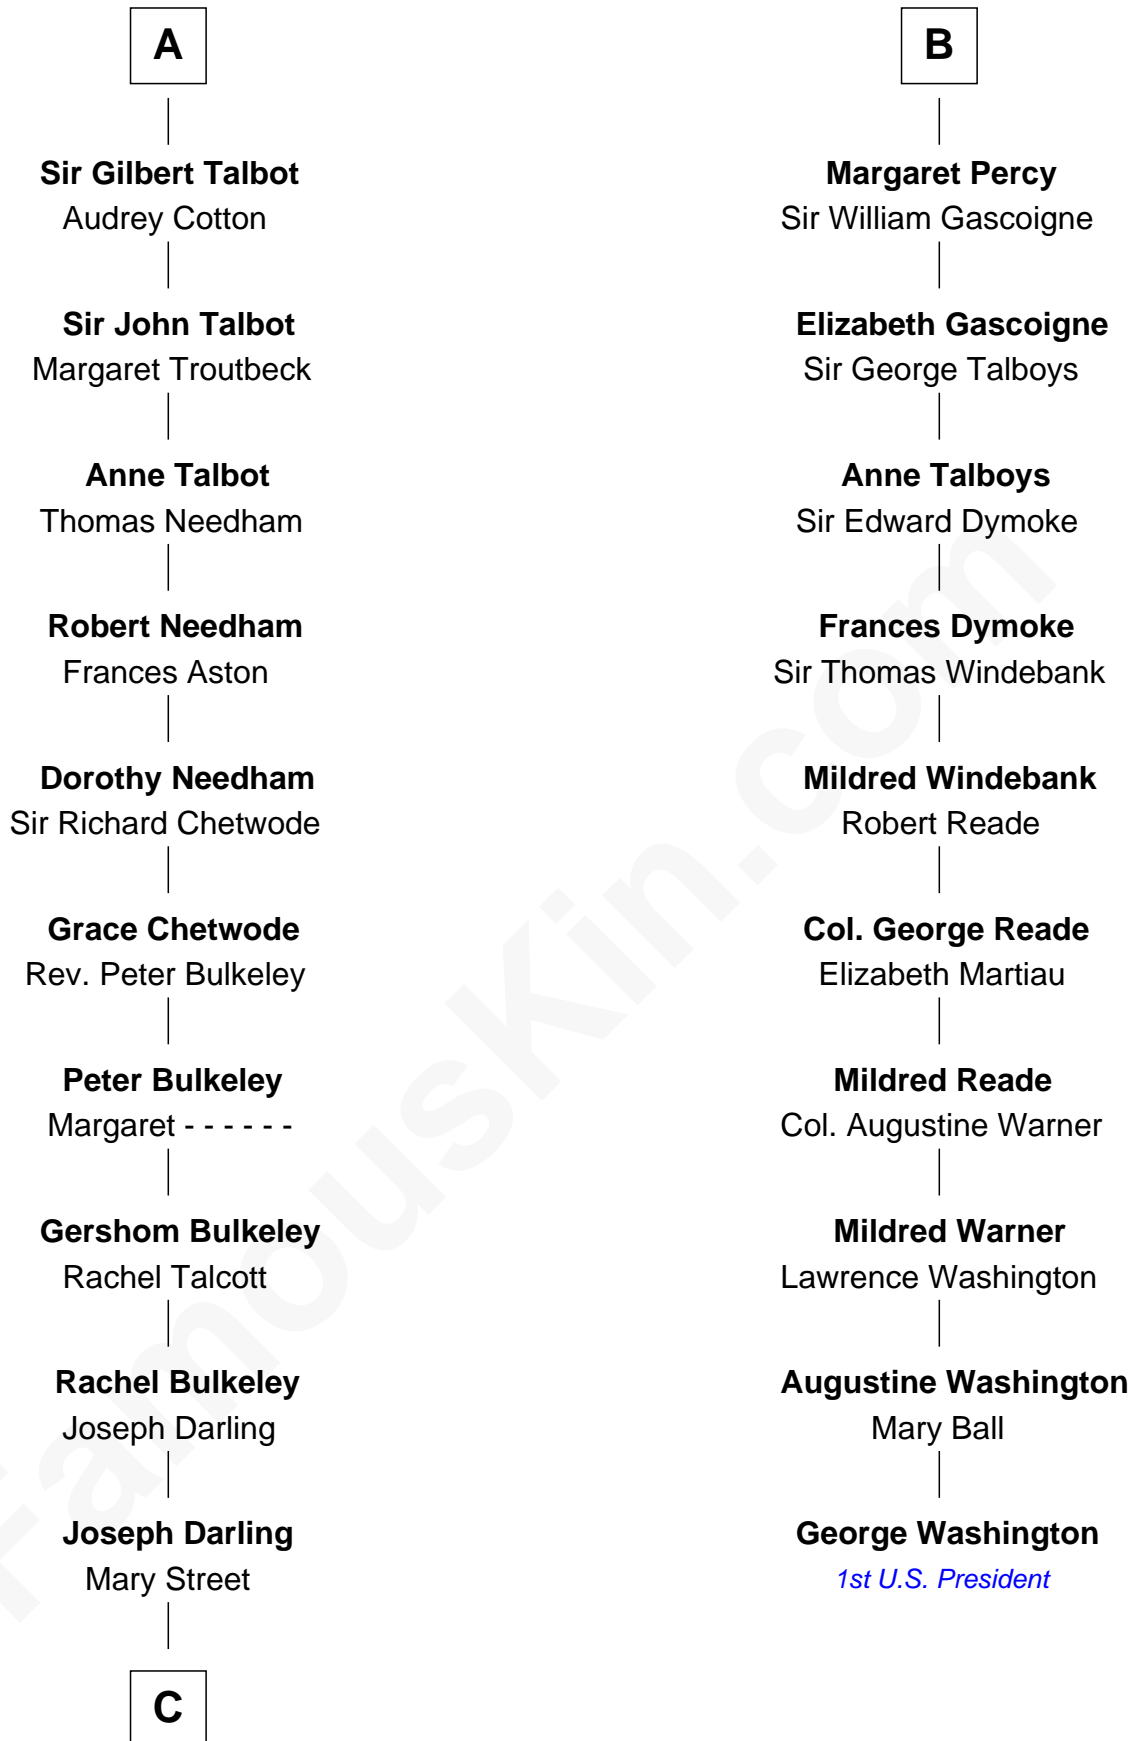 A
Sir Gilbert Talbot
Audrey Cotton
Sir John Talbot
Margaret Troutbeck
Anne Talbot
Thomas Needham
Robert Needham
Frances Aston
Dorothy Needham
Sir Richard Chetwode
Grace Chetwode
Rev. Peter Bulkeley
Peter Bulkeley
Margaret - - - - - -
Gershom Bulkeley
Rachel Talcott
Rachel Bulkeley
Joseph Darling
Joseph Darling
Mary Street
C
B
Margaret Percy
Sir William Gascoigne
Elizabeth Gascoigne
Sir George Talboys
Anne Talboys
Sir Edward Dymoke
Frances Dymoke
Sir Thomas Windebank
Mildred Windebank
Robert Reade
Col. George Reade
Elizabeth Martiau
Mildred Reade
Col. Augustine Warner
Mildred Warner
Lawrence Washington
Augustine Washington
Mary Ball
George Washington
1st U.S. President
FamousKin.com